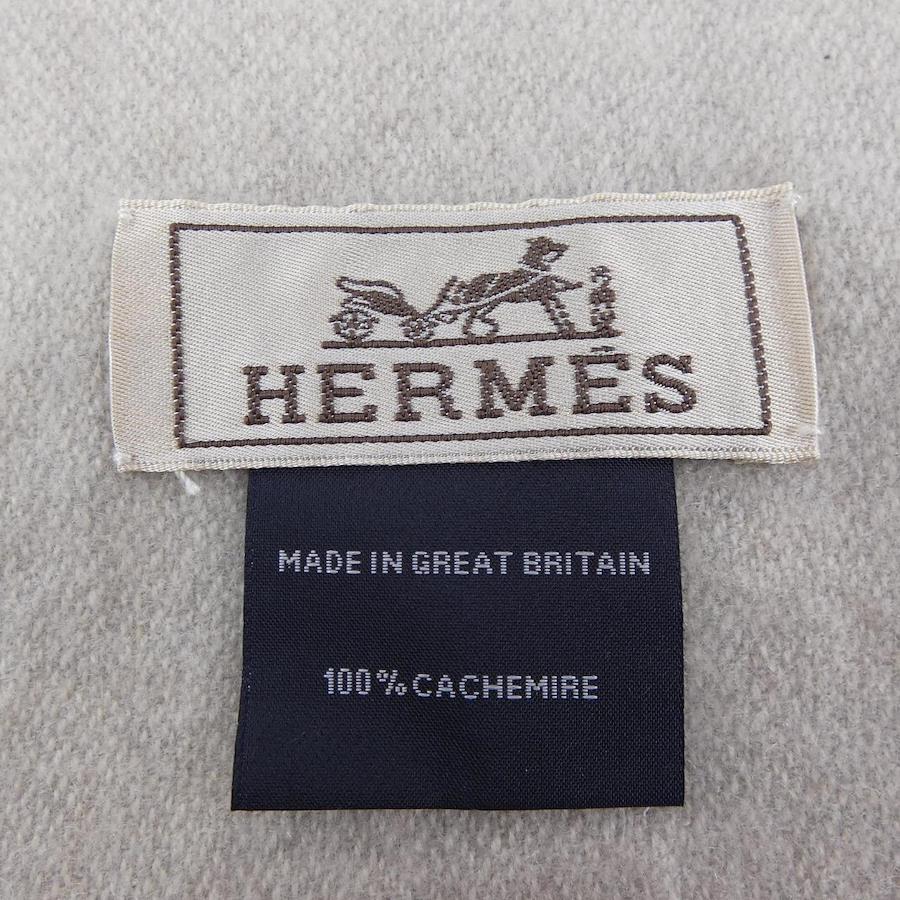 HERMÈS
MADE IN GREAT BRITAIN
100% CACHEMIRE